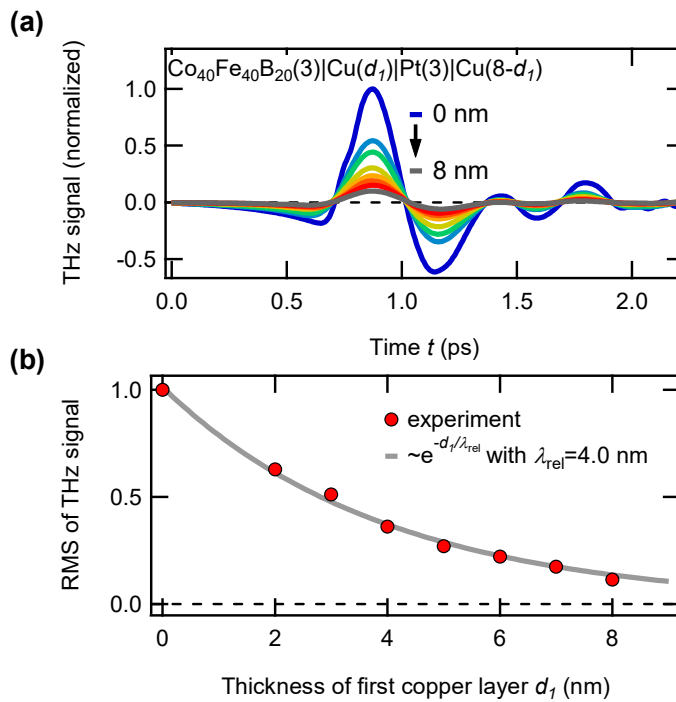 (a)
Co40Fe40B20(3)|Cu(d1)|Pt(3)|Cu(8-d1)
THz signal (normalized)
1.0
0.5
0.0
-0.5
0 nm
8 nm
0.0 0.5 1.0 1.5 2.0
Time t (ps)
(b)
RMS of THz signal
1.0
0.5
0.0
experiment
~e^-d1/λrel with λrel=4.0 nm
0 2 4 6 8
Thickness of first copper layer d1 (nm)